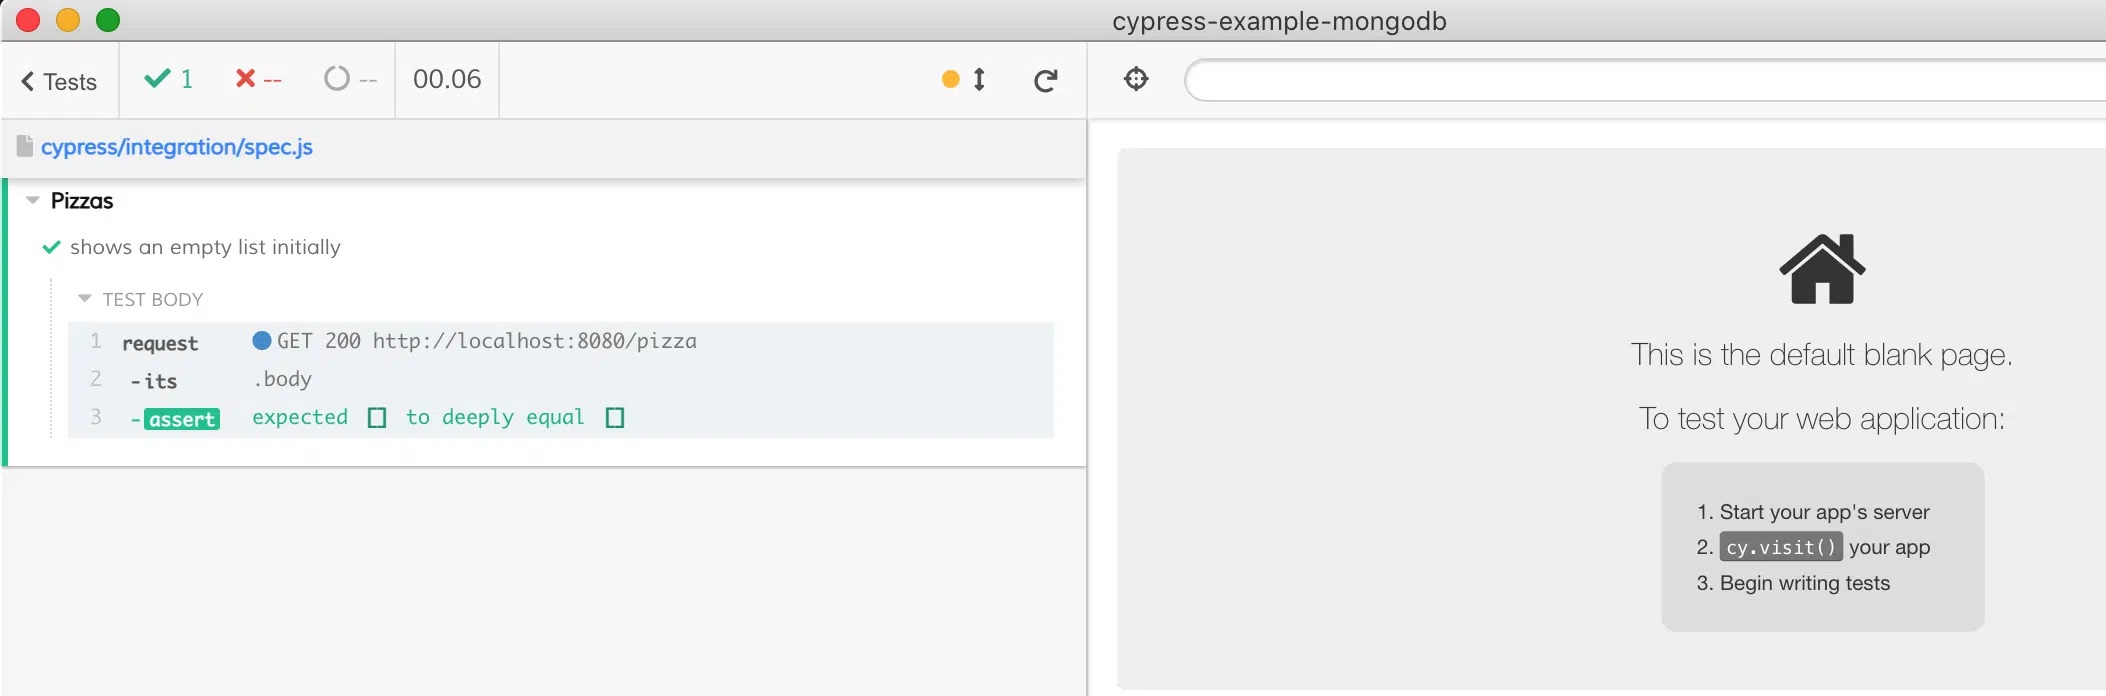 cypress-example-mongodb
Tests 1 -- -- 00.06
cypress/integration/spec.js
Pizzas
shows an empty list initially
TEST BODY
1 request GET 200 http://localhost:8080/pizza
2 -its .body
3 -assert expected [] to deeply equal []
This is the default blank page.
To test your web application:
1. Start your app's server
2. cy.visit() your app
3. Begin writing tests